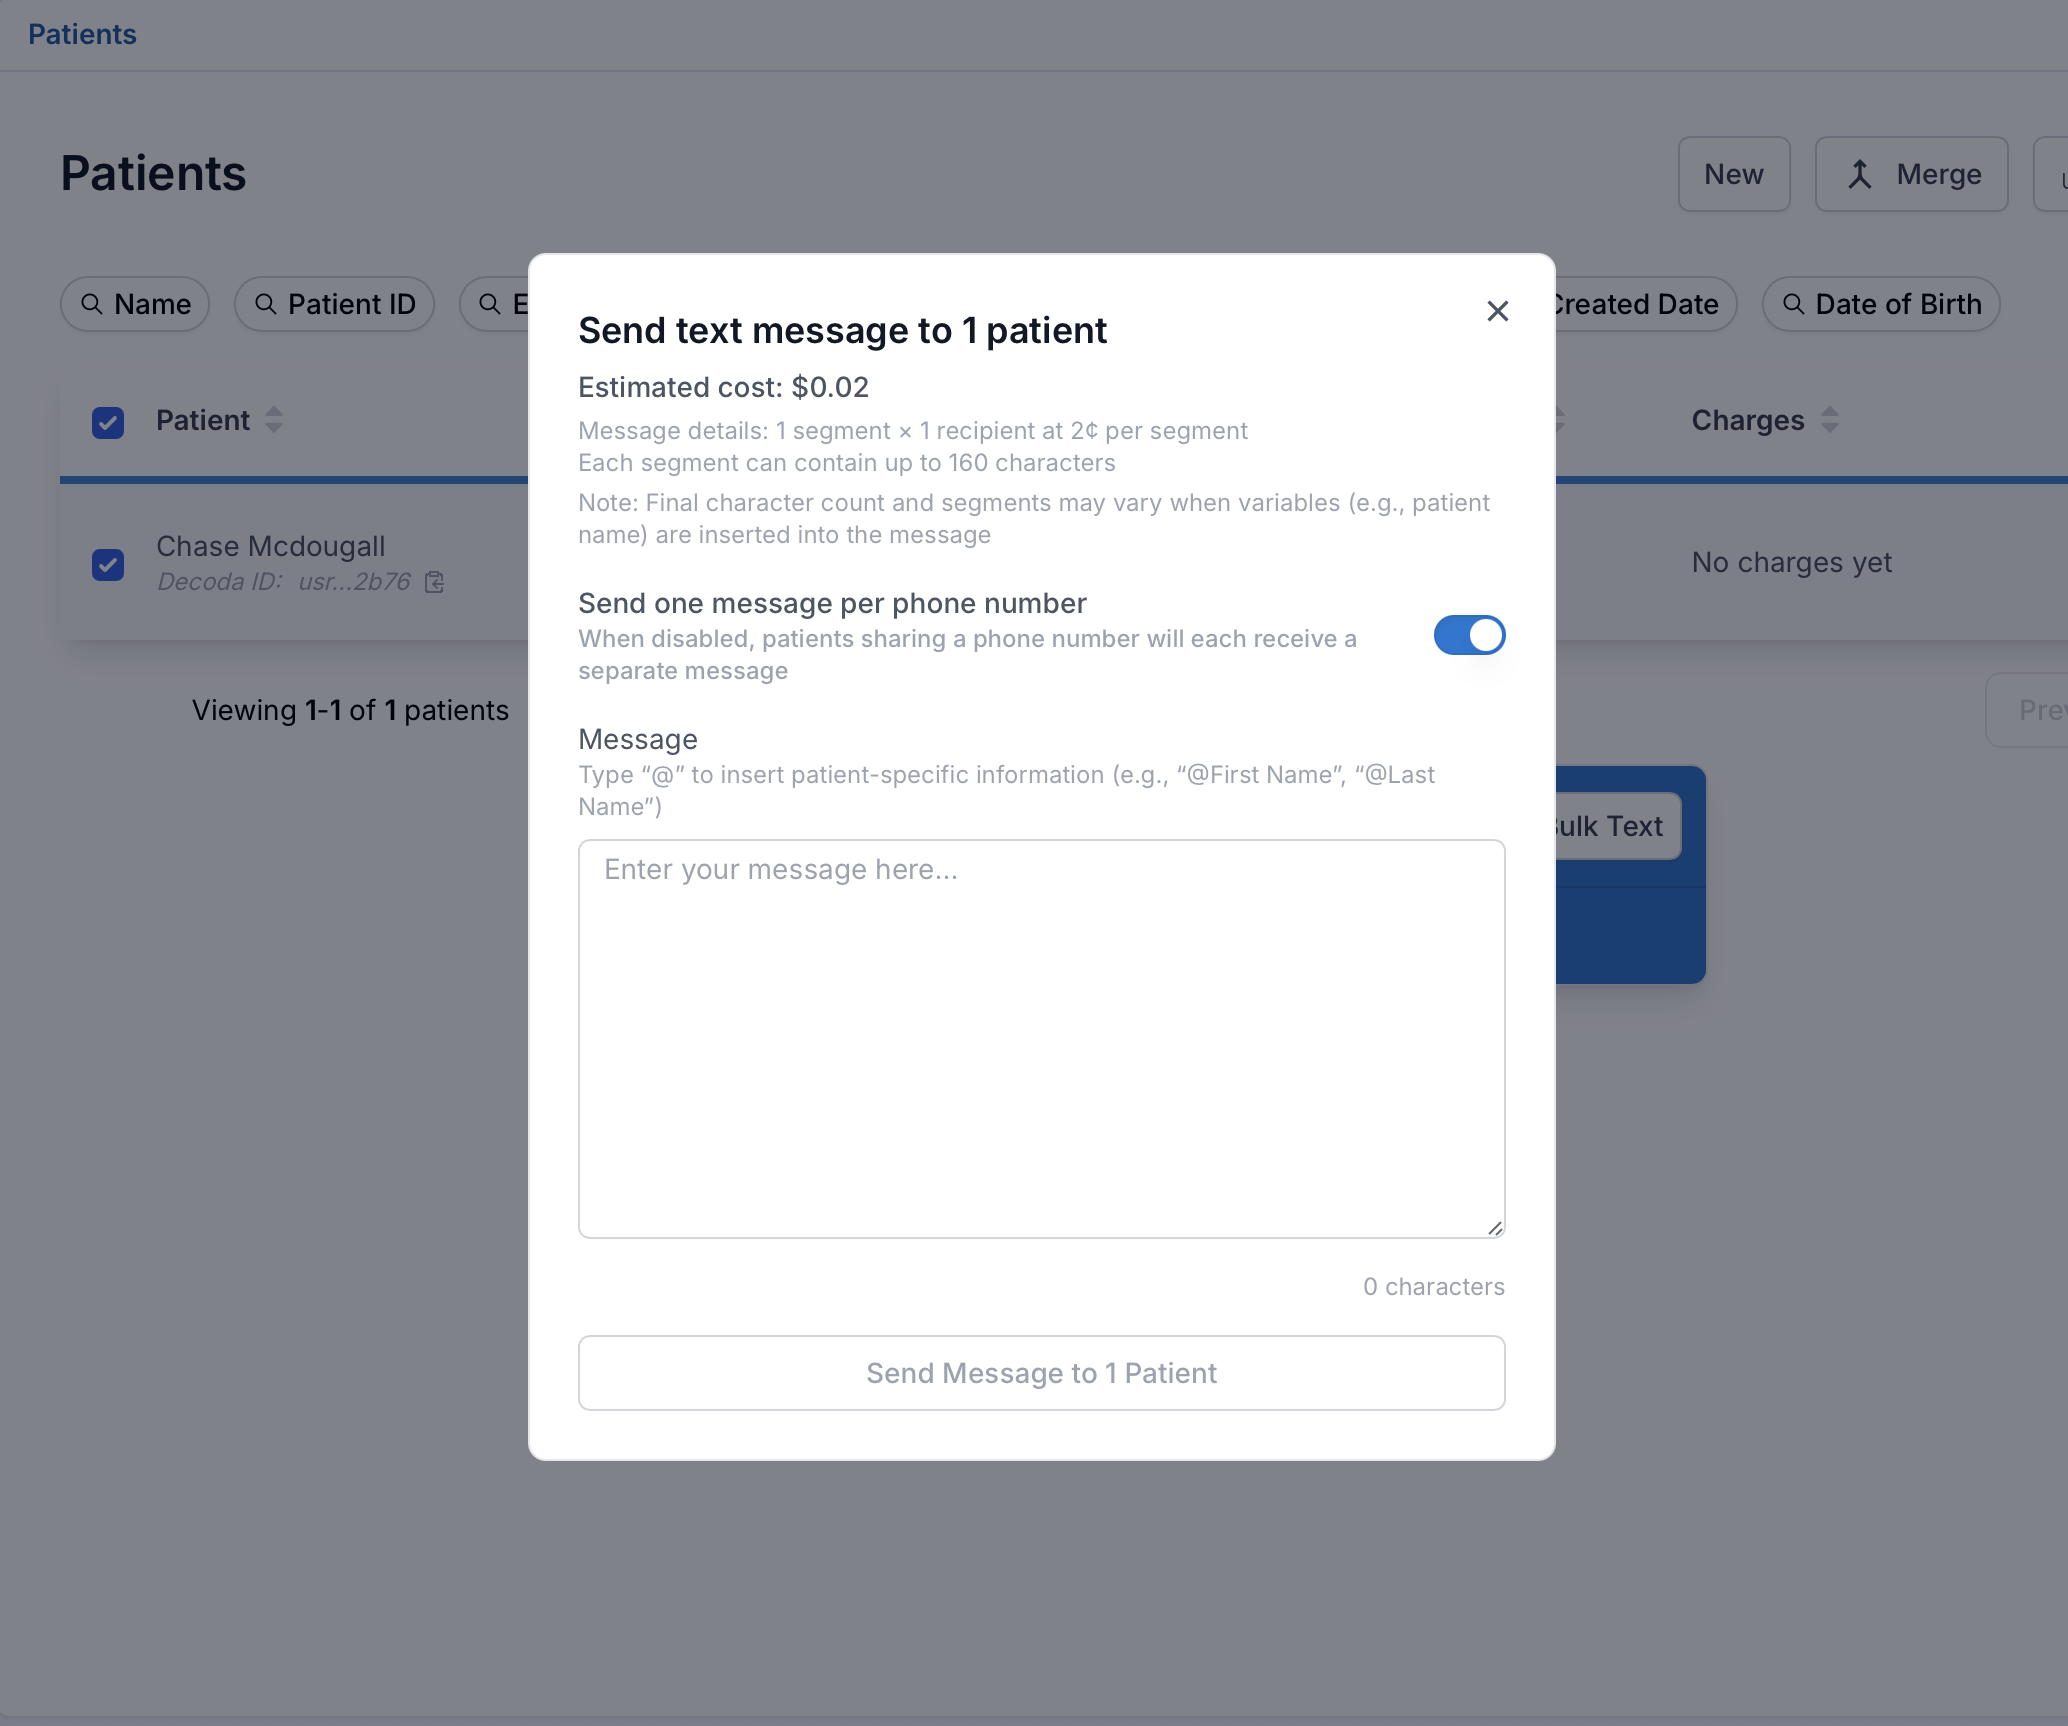 Patients
Patients
New
Merge
Name
Patient ID
Created Date
Date of Birth
Patient
Charges
Chase Mcdougall
Decoda ID: usr...2b76
No charges yet
Viewing 1-1 of 1 patients
Text
Send text message to 1 patient
Estimated cost: $0.02
Message details: 1 segment × 1 recipient at 2¢ per segment
Each segment can contain up to 160 characters
Note: Final character count and segments may vary when variables (e.g., patient
name) are inserted into the message
Send one message per phone number
When disabled, patients sharing a phone number will each receive a
separate message
Message
Type “@” to insert patient-specific information (e.g., “@First Name”, “@Last
Name”)
Enter your message here...
0 characters
Send Message to 1 Patient